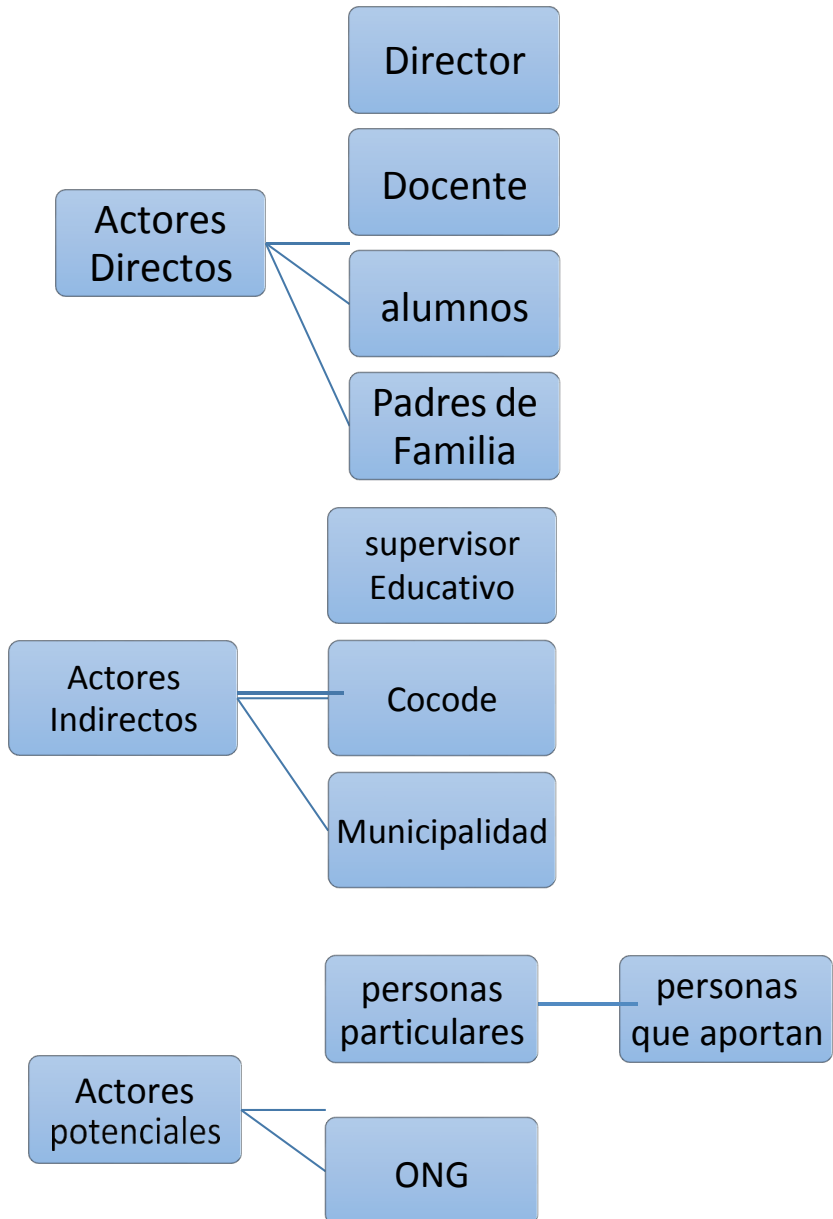 Director
Docente
Actores
Directos
alumnos
Padres de
Familia
supervisor
Educativo
Actores
Indirectos
Cocode
Municipalidad
personas
particulares
personas
que aportan
Actores
potenciales
ONG